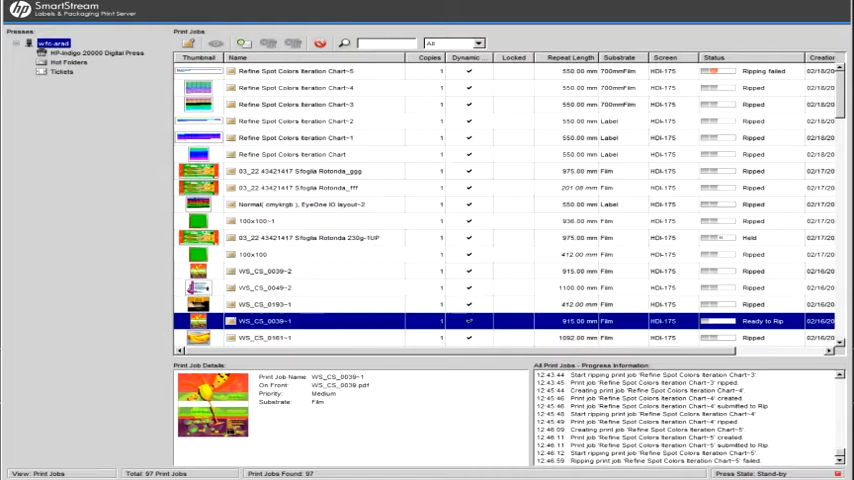 hp SmartStream
Labels & Packaging Print Server
Presses
Print Jobs
wfc-arad
HP-Indigo 20000 Digital Press
Hot Folders
Tickets
All
Thumbnail Name Copies Dynamic ... Locked Repeat Length Substrate Screen Status Creation
Refine Spot Colors Iteration Chart~5 1 550.00 mm 700mmFilm HDI-175 Ripping failed 02/18/20
Refine Spot Colors Iteration Chart~4 1 550.00 mm 700mmFilm HDI-175 Ripped 02/18/20
Refine Spot Colors Iteration Chart~3 1 550.00 mm 700mmFilm HDI-175 Ripped 02/18/20
Refine Spot Colors Iteration Chart~2 1 550.00 mm Label HDI-175 Ripped 02/18/20
Refine Spot Colors Iteration Chart~1 1 550.00 mm Label HDI-175 Ripped 02/18/20
Refine Spot Colors Iteration Chart 1 550.00 mm Label HDI-175 Ripped 02/18/20
03_22 43421417 Sfoglia Rotonda_ggg 1 975.00 mm Film HDI-175 Ripped 02/17/20
03_22 43421417 Sfoglia Rotonda_fff 1 201.08 mm Film HDI-175 Ripped 02/17/20
Normal( cmykrgb ), EyeOne IO layout~2 1 550.00 mm Label HDI-175 Ripped 02/17/20
100x100~1 1 936.00 mm Film HDI-175 Ripped 02/17/20
03_22 43421417 Sfoglia Rotonda 230g-1UP 1 975.00 mm Film HDI-175 Held 02/17/20
100x100 1 412.00 mm Film HDI-175 Ripped 02/17/20
WS_CS_0039~2 1 915.00 mm Film HDI-175 Ripped 02/16/20
WS_CS_0049~2 1 1100.00 mm Film HDI-175 Ripped 02/16/20
WS_CS_0193~1 1 412.00 mm Film HDI-175 Ripped 02/16/20
WS_CS_0039~1 1 915.00 mm Film HDI-175 Ready to Rip 02/16/20
WS_CS_0161~1 1 1092.00 mm Film HDI-175 Ripped 02/16/20
Print Job Details:
Print Job Name: WS_CS_0039~1
On Front: WS_CS_0039.pdf
Priority: Medium
Substrate: Film
All Print Jobs - Progress Information:
12:43:44 Start ripping print job 'Refine Spot Colors Iteration Chart~3'
12:43:45 Print job 'Refine Spot Colors Iteration Chart~3' ripped.
12:45:44 Creating print job 'Refine Spot Colors Iteration Chart~4'.
12:45:46 Print job 'Refine Spot Colors Iteration Chart~4' created.
12:45:46 Print job 'Refine Spot Colors Iteration Chart~4' submitted to Rip
12:45:48 Start ripping print job 'Refine Spot Colors Iteration Chart~4'
12:45:49 Print job 'Refine Spot Colors Iteration Chart~4' ripped.
12:46:09 Creating print job 'Refine Spot Colors Iteration Chart~5'.
12:46:11 Print job 'Refine Spot Colors Iteration Chart~5' created.
12:46:11 Print job 'Refine Spot Colors Iteration Chart~5' submitted to Rip
12:46:12 Start ripping print job 'Refine Spot Colors Iteration Chart~5'
12:46:59 Ripping print job 'Refine Spot Colors Iteration Chart~5' failed.
View: Print Jobs Total: 97 Print Jobs Print Jobs Found: 97 Press State: Stand-by